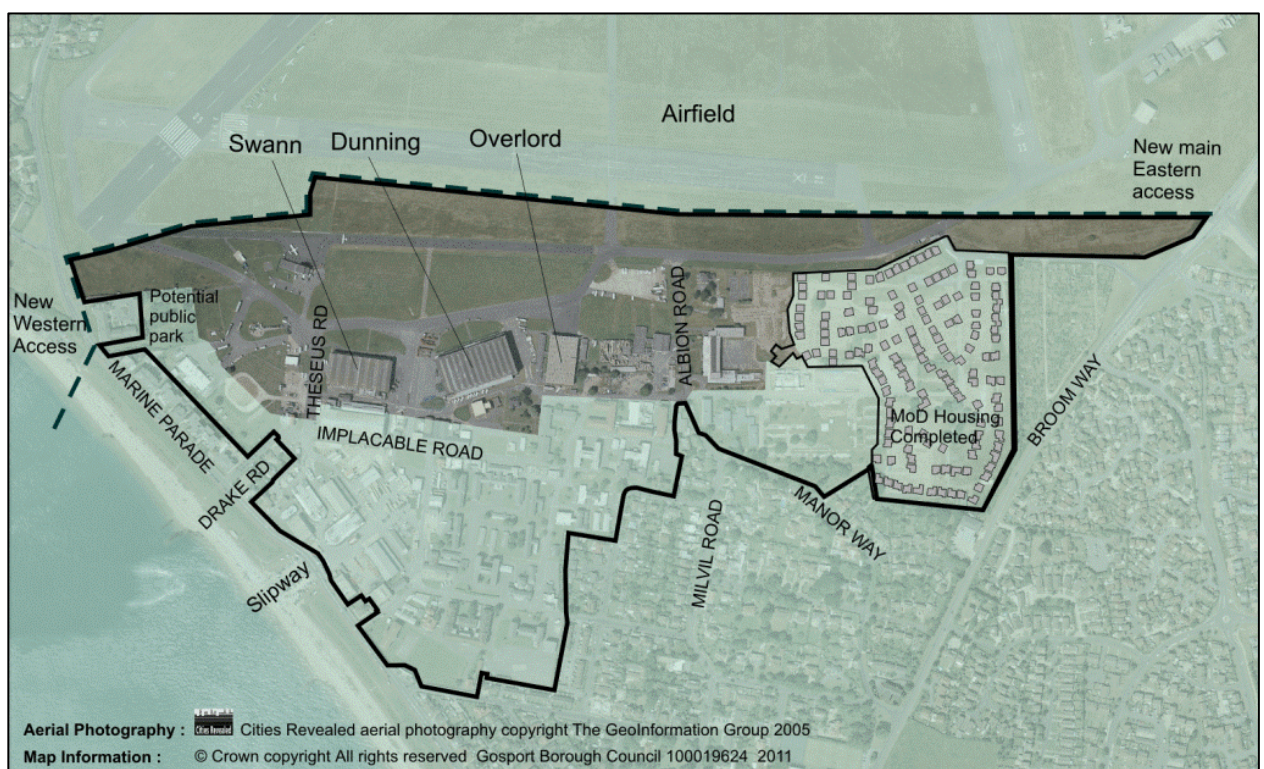 Airfield
Swann
Dunning
Overlord
New main
Eastern
access
New
Western
Access
Potential
public
park
THESEUS RD
ALBION ROAD
MARINE PARADE
IMPLACABLE ROAD
DRAKE RD
Slipway
MILVIL ROAD
MANOR WAY
MoD Housing
Completed
BROOM WAY
Aerial Photography : Cities Revealed Cities Revealed aerial photography copyright The GeoInformation Group 2005
Map Information : © Crown copyright All rights reserved Gosport Borough Council 100019624 2011